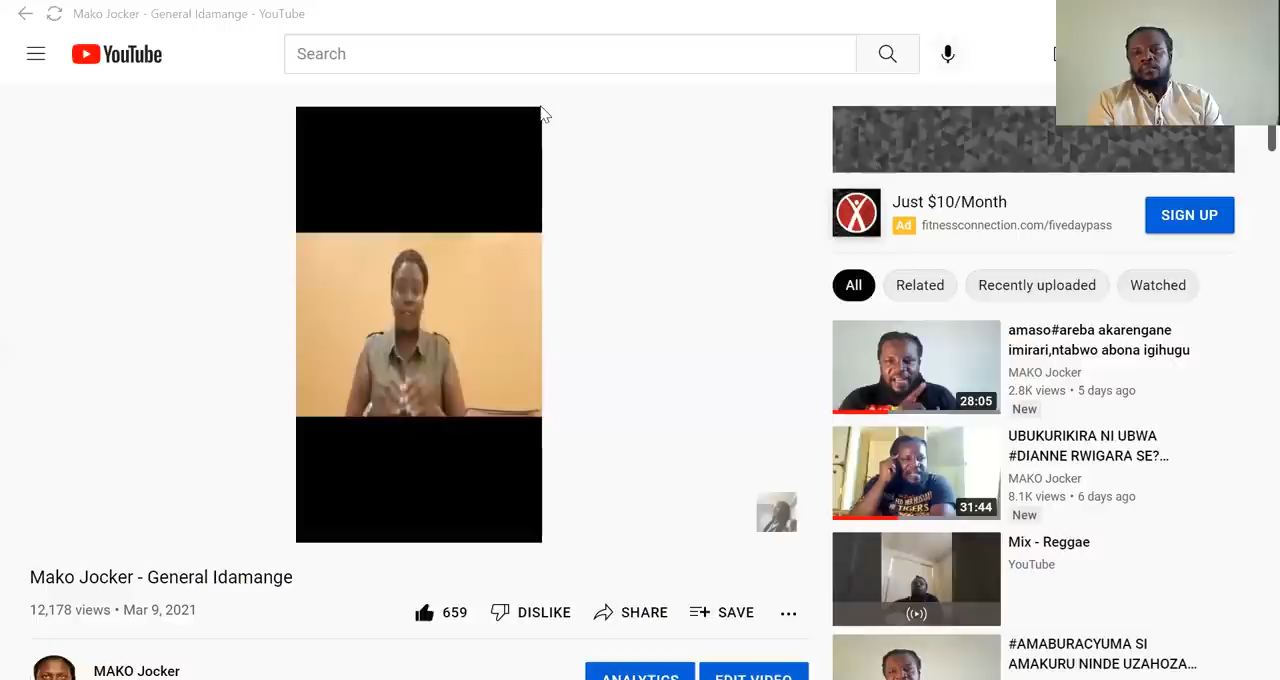 Mako Jocker - General Idamange - YouTube
YouTube
Search
Just $10/Month
SIGN UP
Ad fitnessconnection.com/fivedaypass
All
Related
Recently uploaded
Watched
amaso#areba akarengane
imirari,ntabwo abona igihugu
MAKO Jocker
2.8K views • 5 days ago
New
28:05
UBUKURIKIRA NI UBWA
#DIANNE RWIGARA SE?...
MAKO Jocker
8.1K views • 6 days ago
New
31:44
Mix - Reggae
YouTube
#AMABURACYUMA SI
AMAKURU NINDE UZAHOZA...
Mako Jocker - General Idamange
12,178 views • Mar 9, 2021
659
DISLIKE
SHARE
SAVE
MAKO Jocker
ANALYTICS
EDIT VIDEO